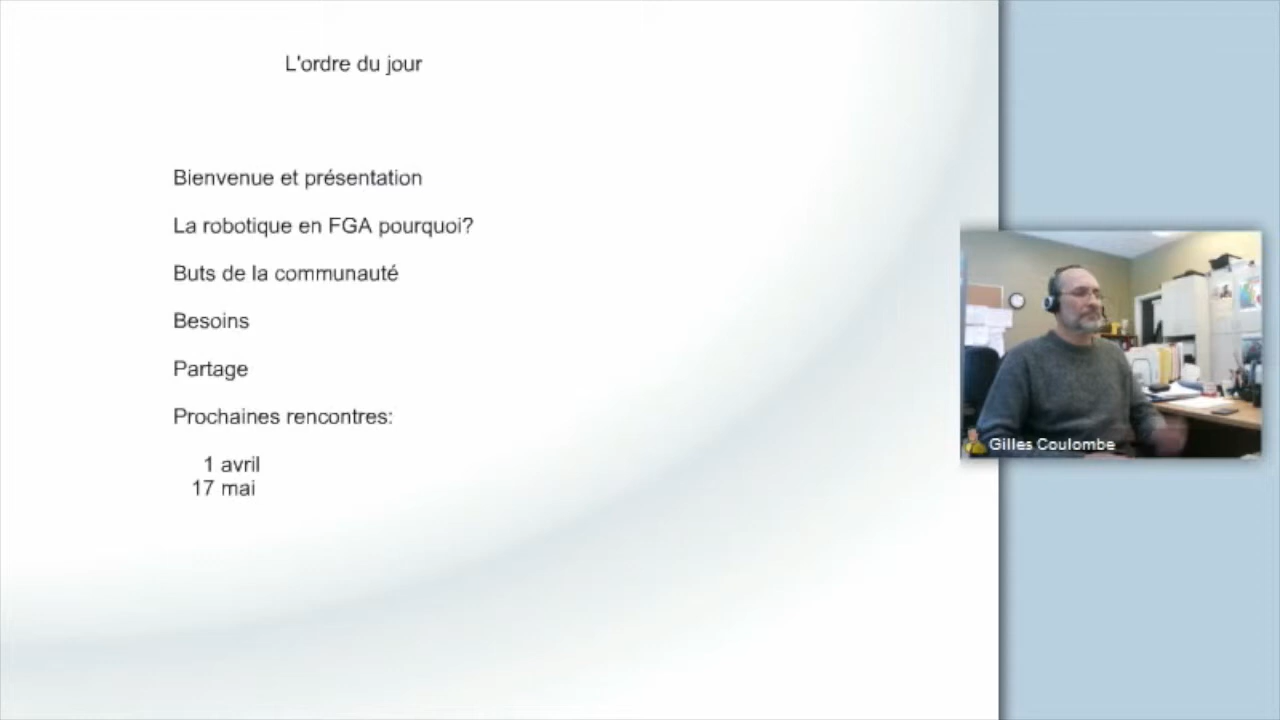 L'ordre du jour
Bienvenue et présentation
La robotique en FGA pourquoi?
Buts de la communauté
Besoins
Partage
Prochaines rencontres:
1 avril
17 mai
Gilles Coulombe